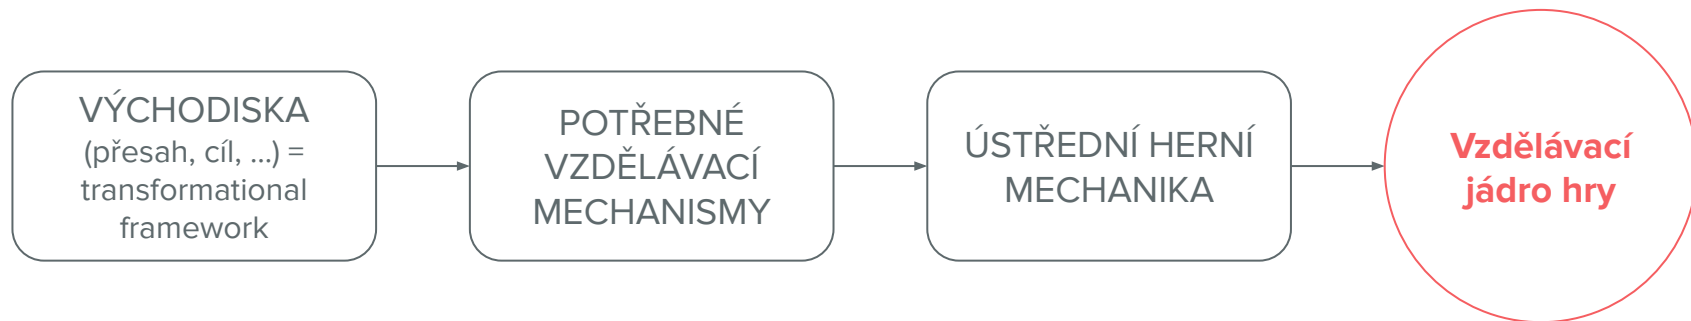 VÝCHODISKA
(přesah, cíl, ...) =
transformational
framework
POTŘEBNÉ
VZDĚLÁVACÍ
MECHANISMY
ÚSTŘEDNÍ HERNÍ
MECHANIKA
Vzdělávací
jádro hry